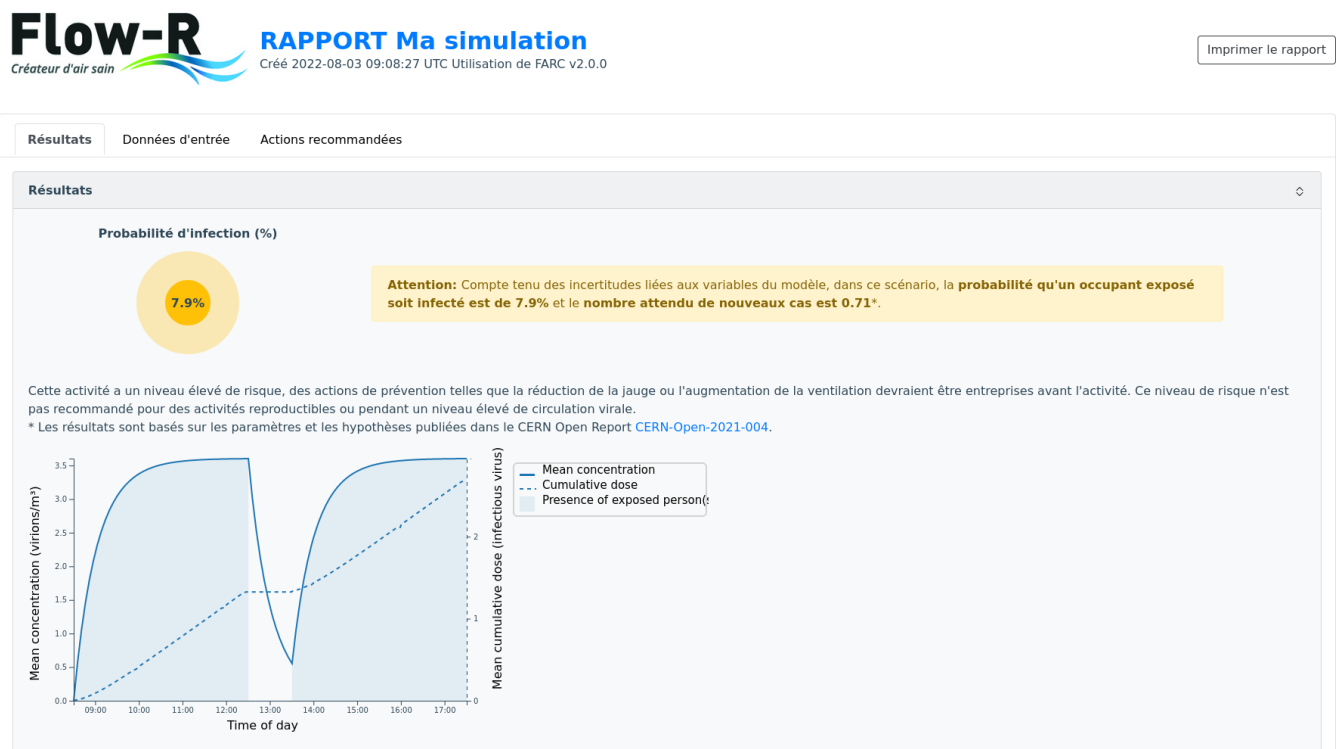 Flow-R
Créateur d'air sain
RAPPORT Ma simulation
Créé 2022-08-03 09:08:27 UTC Utilisation de FARC v2.0.0
Imprimer le rapport
Résultats
Données d'entrée
Actions recommandées
Résultats
Probabilité d'infection (%)
7.9%
Attention: Compte tenu des incertitudes liées aux variables du modèle, dans ce scénario, la probabilité qu'un occupant exposé
soit infecté est de 7.9% et le nombre attendu de nouveaux cas est 0.71*.
Cette activité a un niveau élevé de risque, des actions de prévention telles que la réduction de la jauge ou l'augmentation de la ventilation devraient être entreprises avant l'activité. Ce niveau de risque n'est
pas recommandé pour des activités reproductibles ou pendant un niveau élevé de circulation virale.
* Les résultats sont basés sur les paramètres et les hypothèses publiées dans le CERN Open Report CERN-Open-2021-004.
Mean concentration (virions/m³)
3.5
3.0
2.5
2.0
1.5
1.0
0.5
0.0
09:00 10:00 11:00 12:00 13:00 14:00 15:00 16:00 17:00
Time of day
2
1
0
Mean cumulative dose (infectious virus)
Mean concentration
Cumulative dose
Presence of exposed person(s